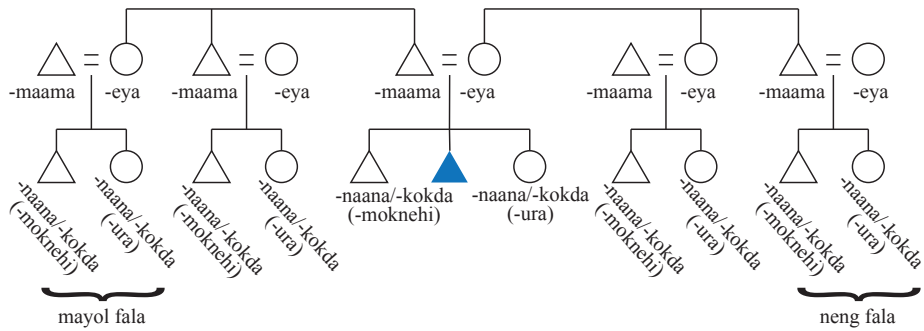 -maama -eya -maama -eya -maama -eya -maama -eya -maama -eya
-naana/-kokda
(-moknehi)
-naana/-kokda
(-ura)
-naana/-kokda
(-moknehi)
-naana/-kokda
(-ura)
-naana/-kokda
(-moknehi)
-naana/-kokda
(-ura)
-naana/-kokda
(-moknehi)
-naana/-kokda
(-ura)
-naana/-kokda
(-moknehi)
-naana/-kokda
(-ura)
mayol fala
neng fala